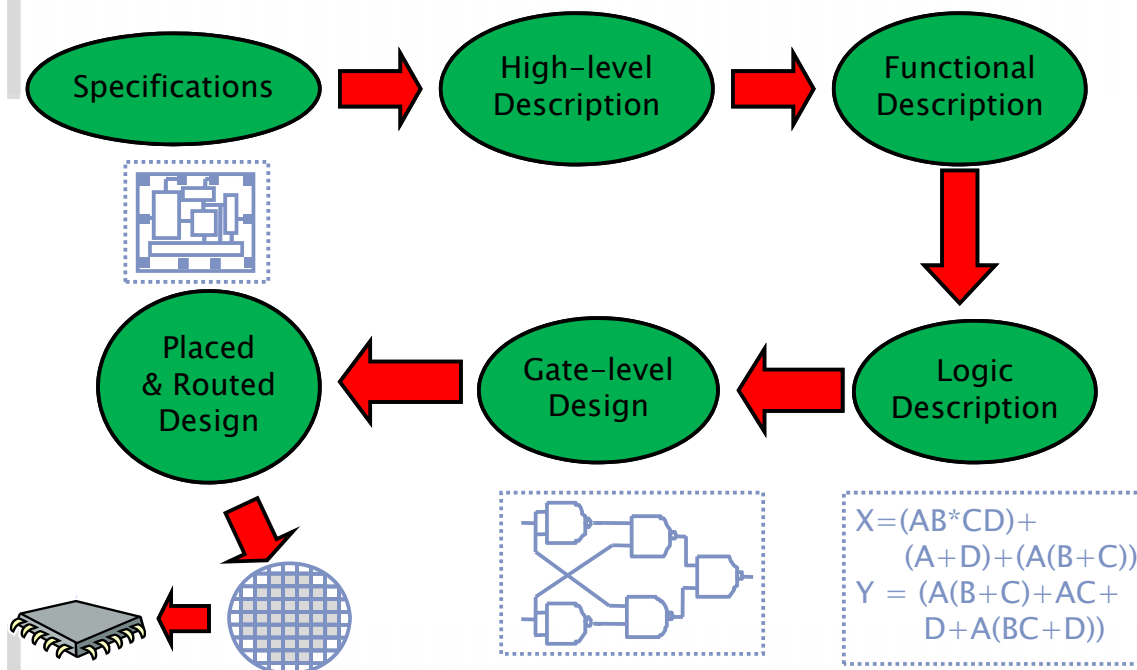 Specifications
High-level
Description
Functional
Description
Placed
& Routed
Design
Gate-level
Design
Logic
Description
X=(AB*CD)+
(A+D)+(A(B+C))
Y = (A(B+C)+AC+
D+A(BC+D))